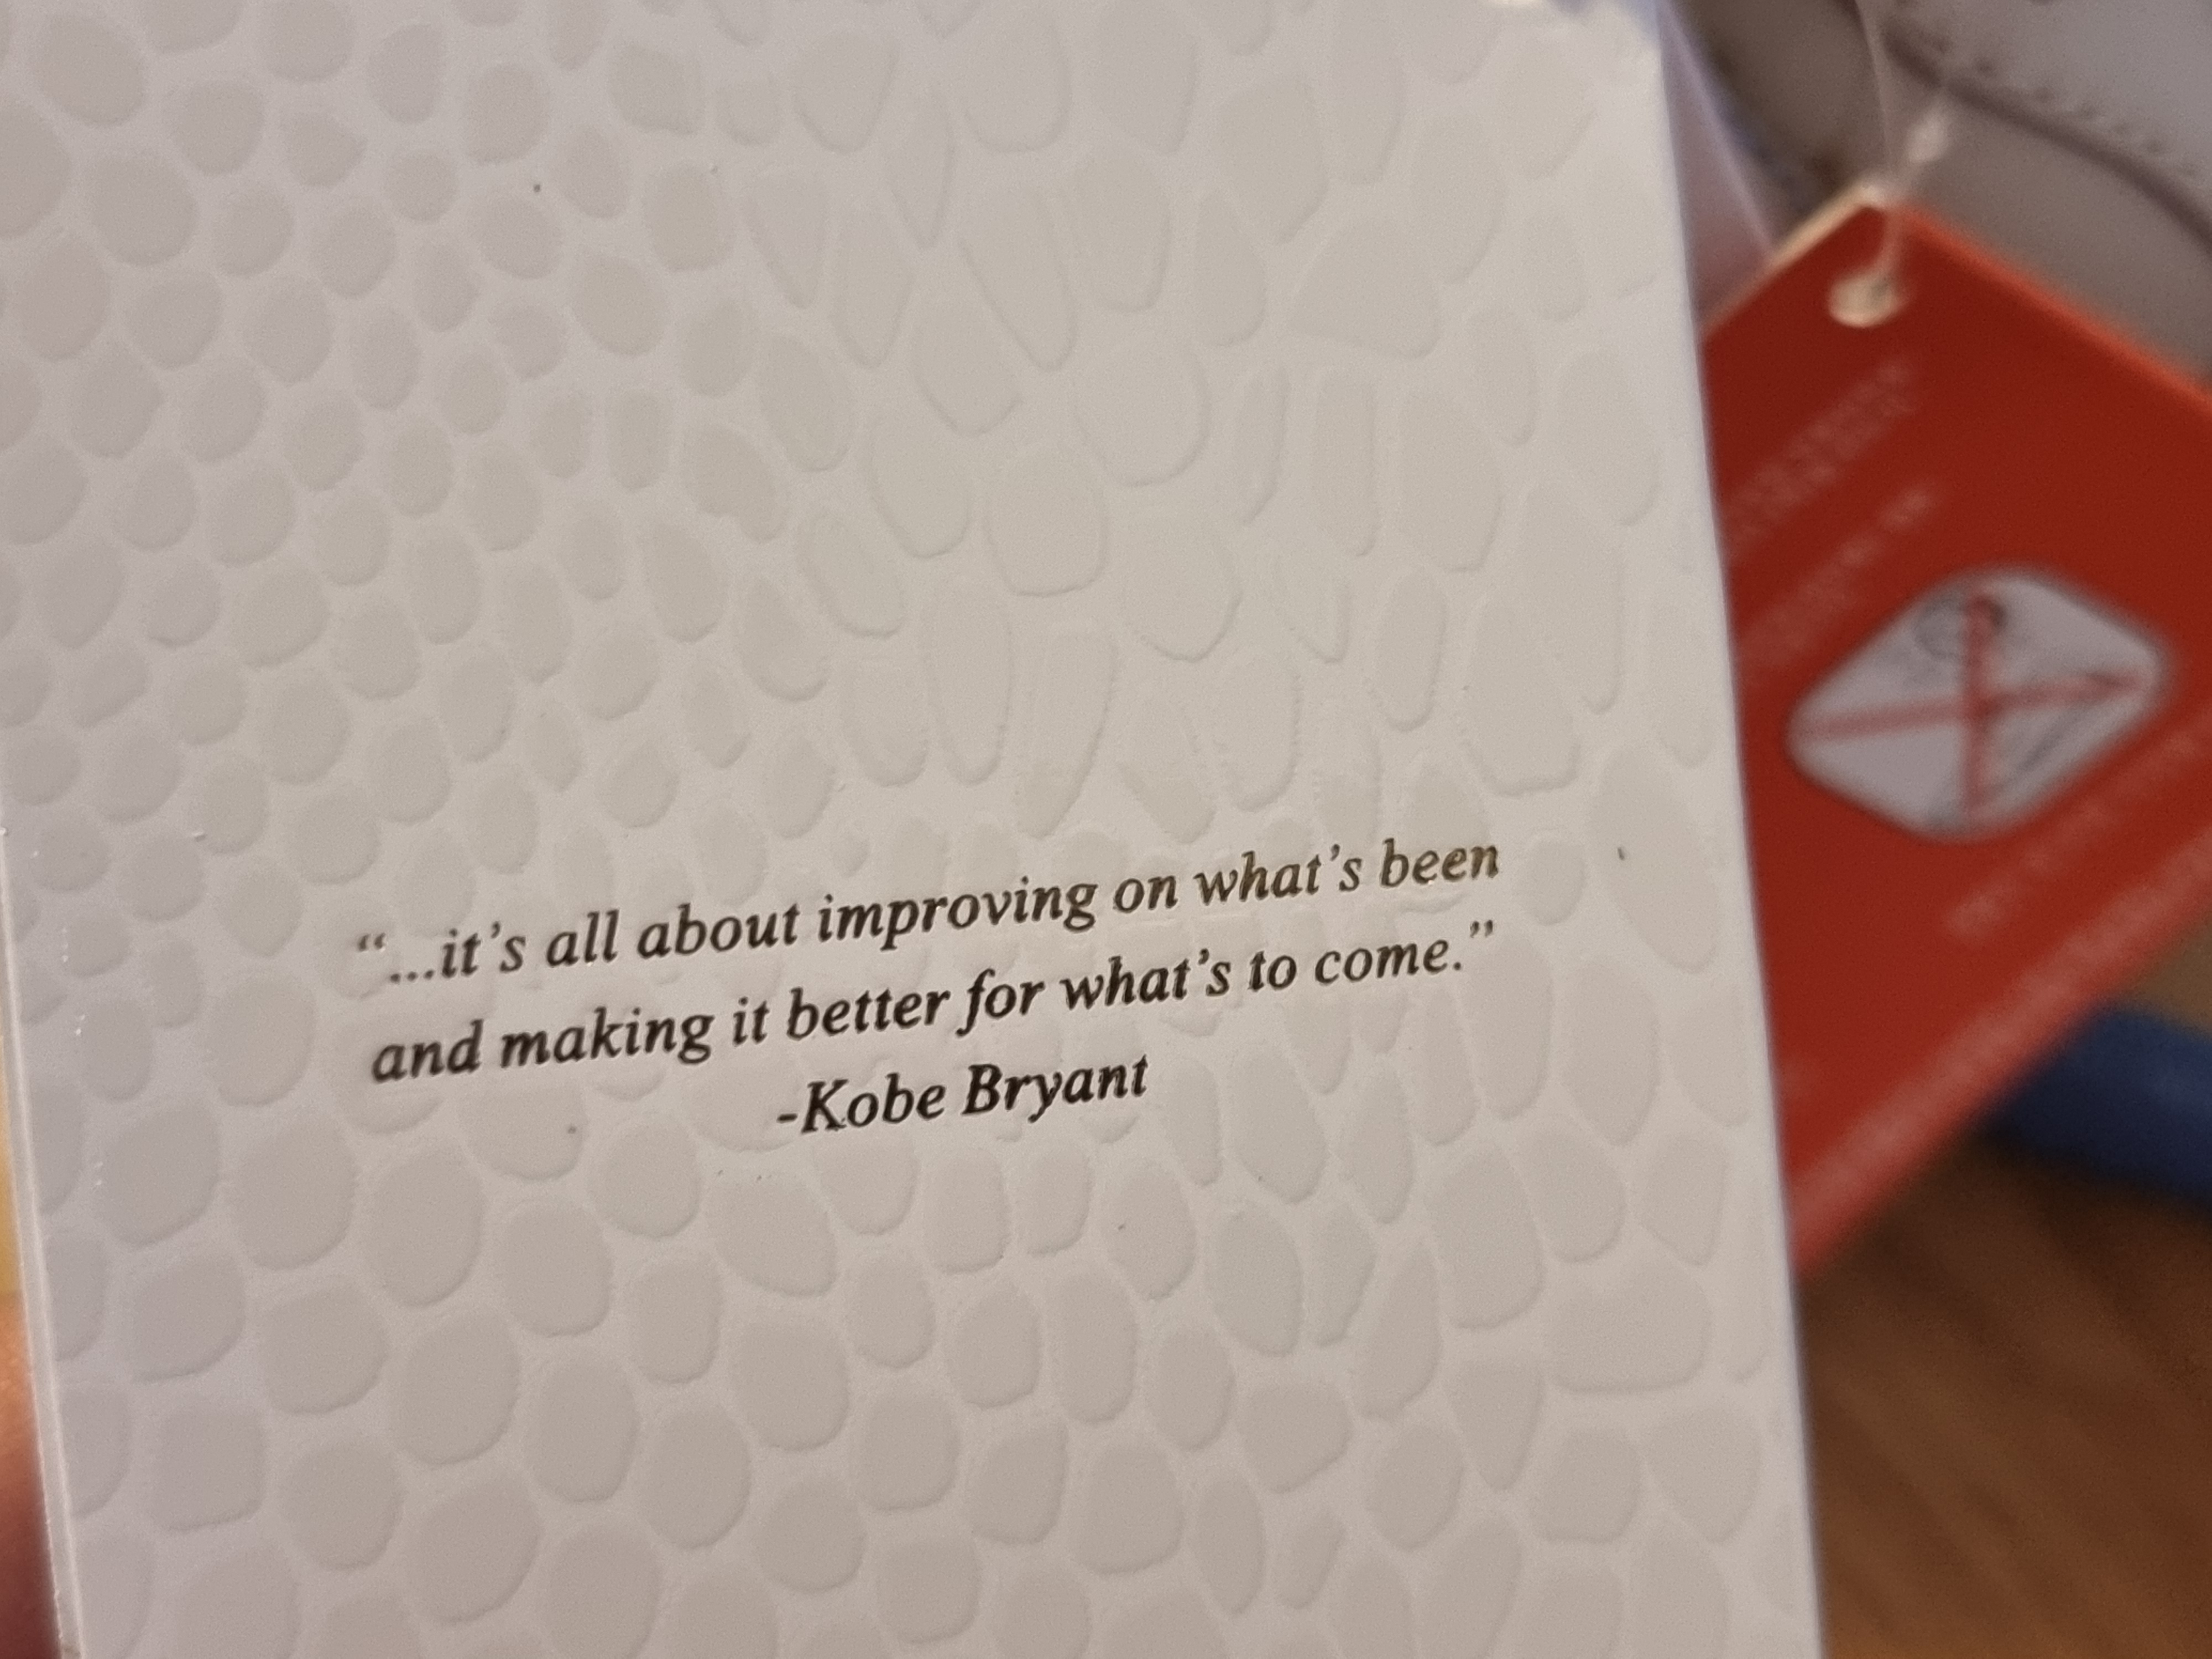 “...it’s all about improving on what’s been
and making it better for what’s to come.”
-Kobe Bryant